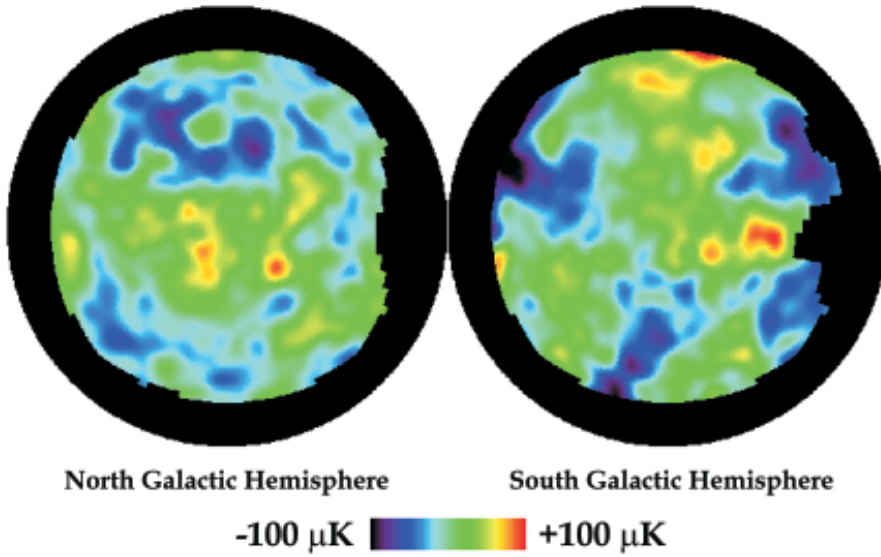 North Galactic Hemisphere South Galactic Hemisphere
-100 μK +100 μK